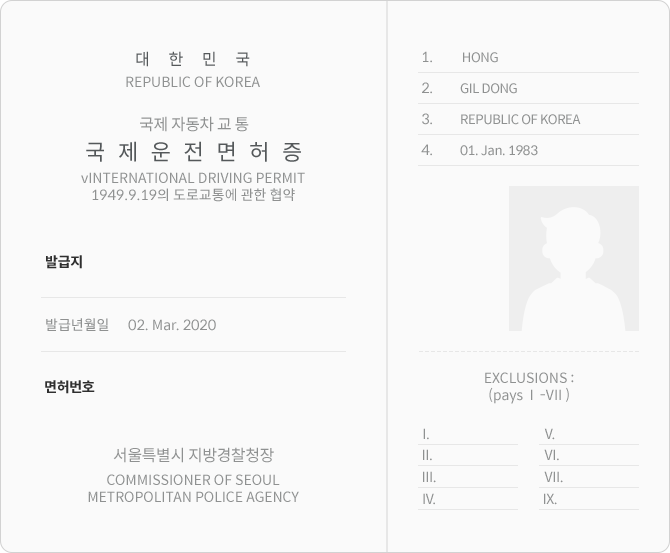 대 한 민 국
REPUBLIC OF KOREA
국제 자동차 교 통
국 제 운 전 면 허 증
vINTERNATIONAL DRIVING PERMIT
1949.9.19의 도로교통에 관한 협약
발급지
발급년월일 02. Mar. 2020
면허번호
서울특별시 지방경찰청장
COMMISSIONER OF SEOUL
METROPOLITAN POLICE AGENCY
1. HONG
2. GIL DONG
3. REPUBLIC OF KOREA
4. 01. Jan. 1983
EXCLUSIONS :
(pays Ⅰ -Ⅶ )
I.
II.
III.
IV.
V.
VI.
VII.
IX.